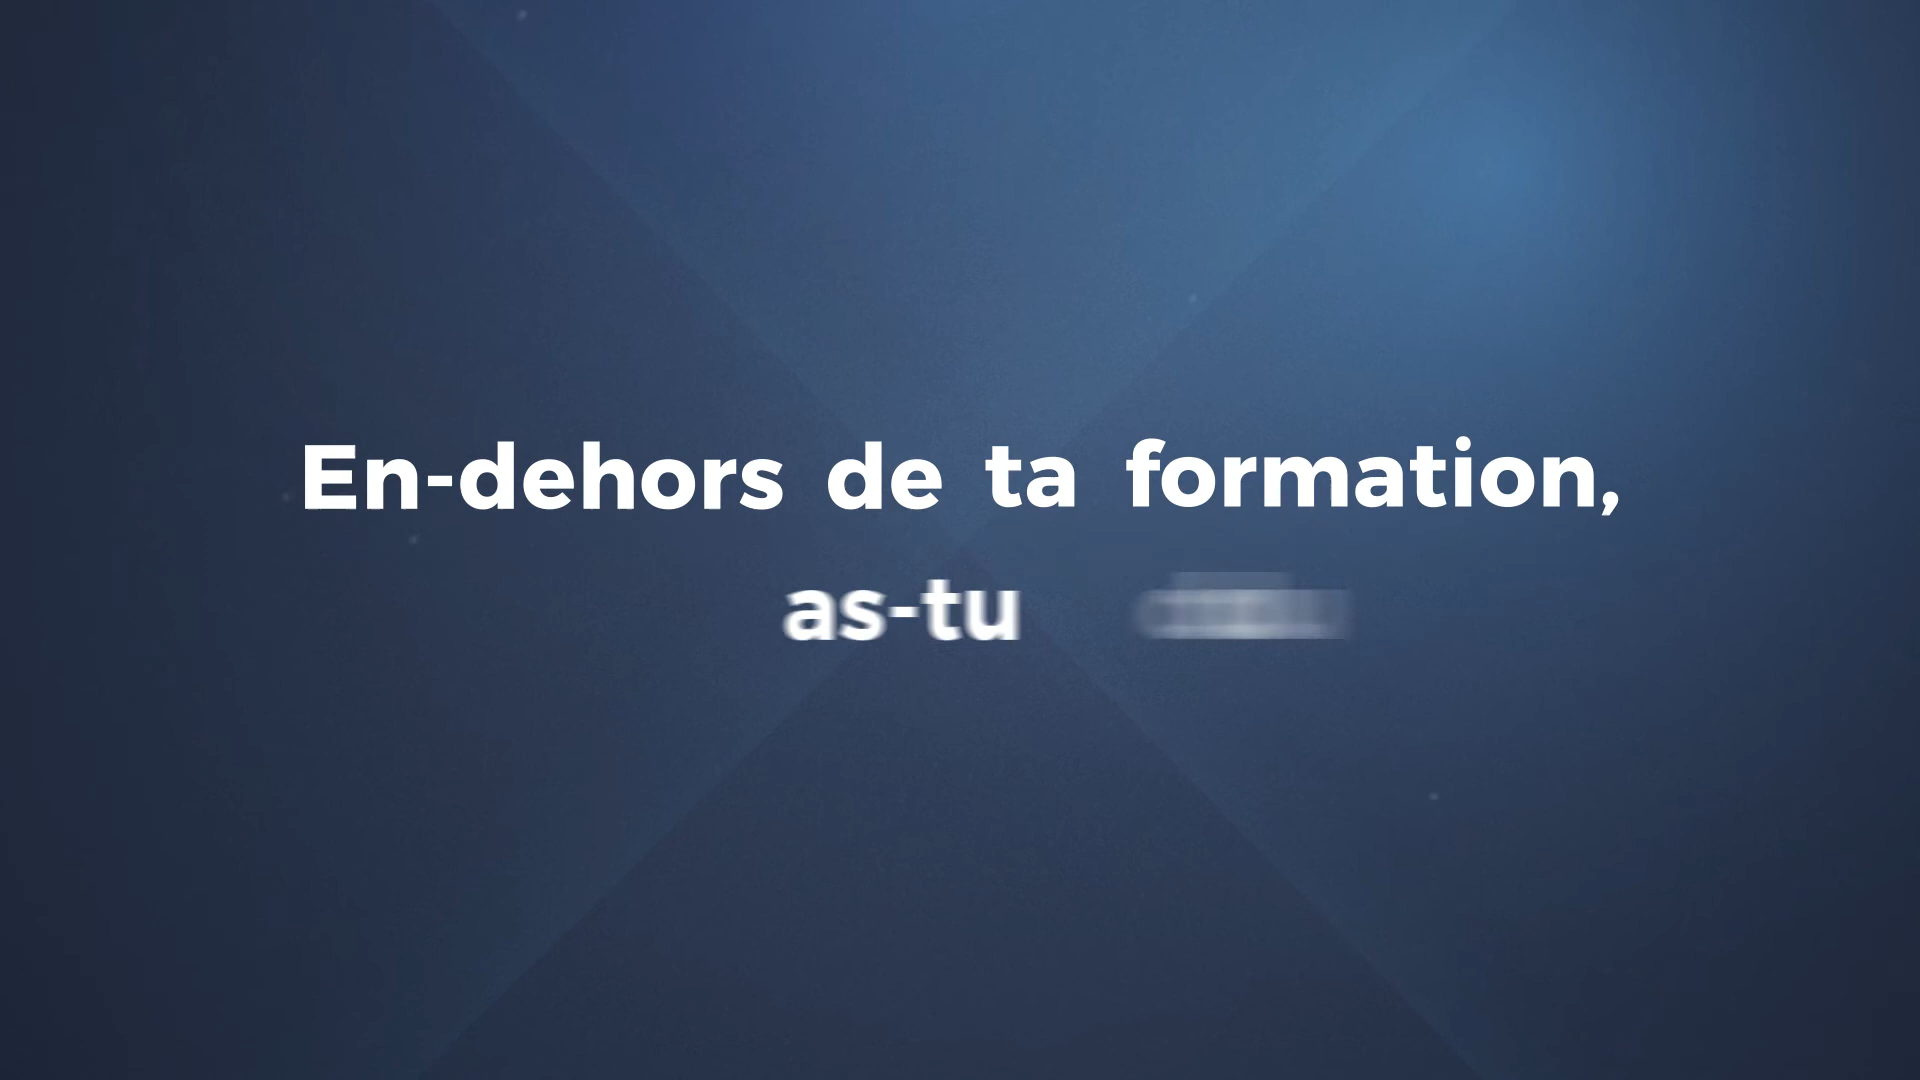 En-dehors de ta formation,
as-tu